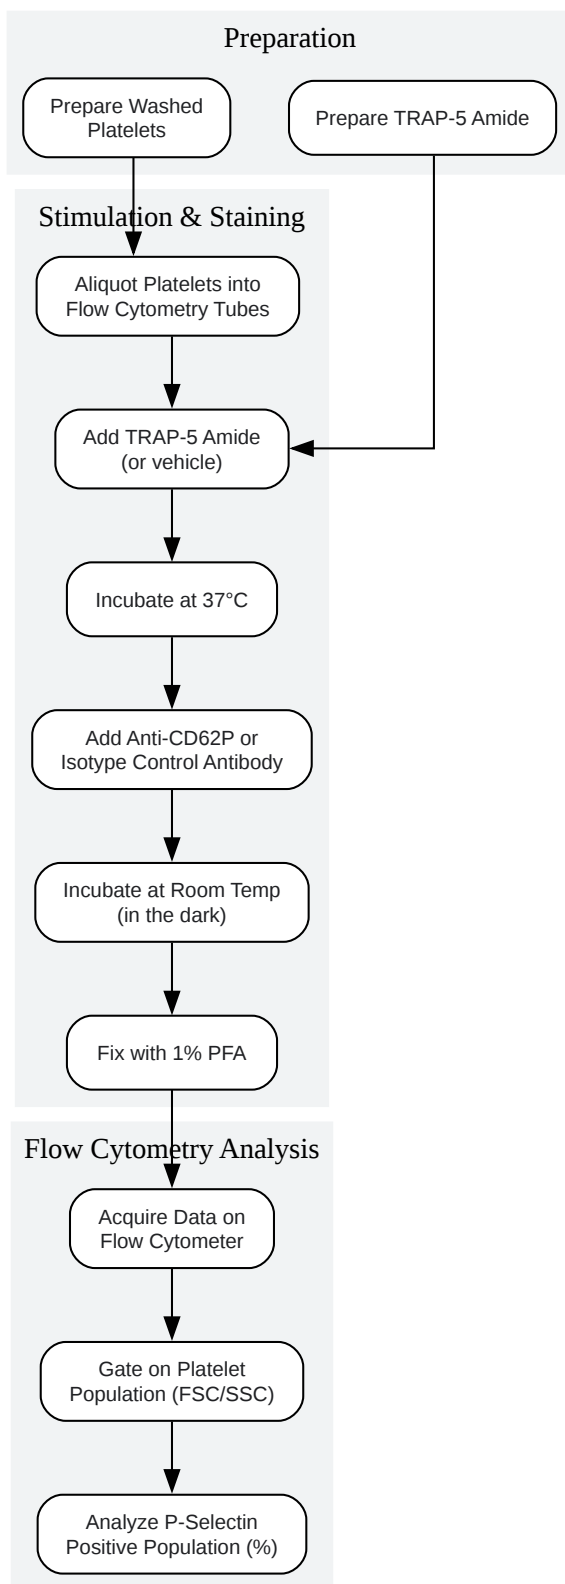 Preparation
Prepare Washed
Platelets
Prepare TRAP-5 Amide
Stimulation & Staining
Aliquot Platelets into
Flow Cytometry Tubes
Add TRAP-5 Amide
(or vehicle)
Incubate at 37°C
Add Anti-CD62P or
Isotype Control Antibody
Incubate at Room Temp
(in the dark)
Fix with 1% PFA
Flow Cytometry Analysis
Acquire Data on
Flow Cytometer
Gate on Platelet
Population (FSC/SSC)
Analyze P-Selectin
Positive Population (%)